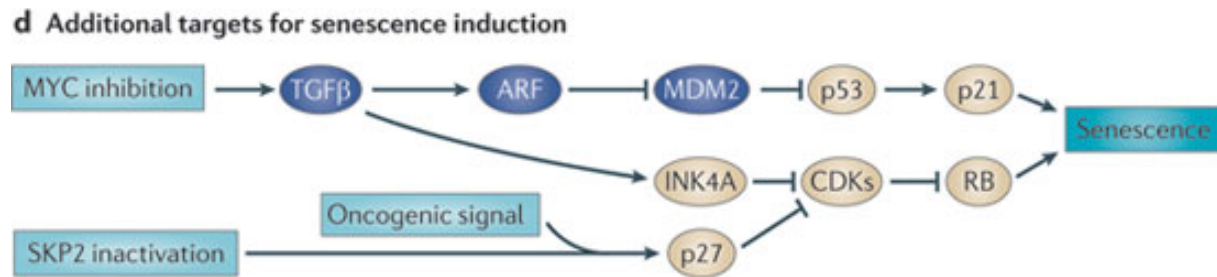 d Additional targets for senescence induction
MYC inhibition
TGFβ
ARF
MDM2
p53
p21
Senescence
INK4A
CDKs
RB
Oncogenic signal
SKP2 inactivation
p27